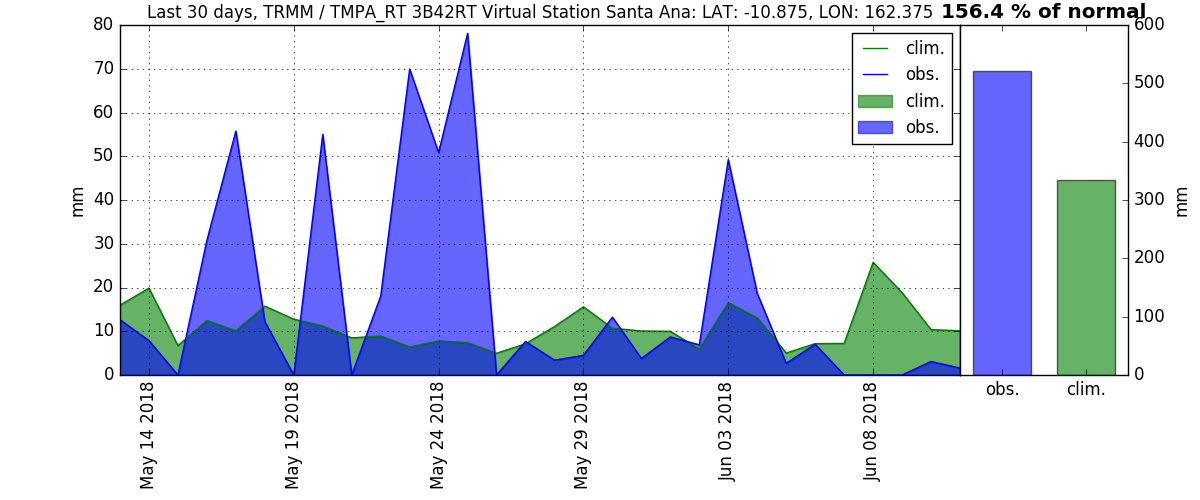 Last 30 days, TRMM / TMPA_RT 3B42RT Virtual Station Santa Ana: LAT: -10.875, LON: 162.375
156.4 % of normal
80
70
60
50
40
30
20
10
0
mm
clim.
obs.
clim.
obs.
May 14 2018
May 19 2018
May 24 2018
May 29 2018
Jun 03 2018
Jun 08 2018
600
500
400
300
200
100
0
mm
obs.
clim.